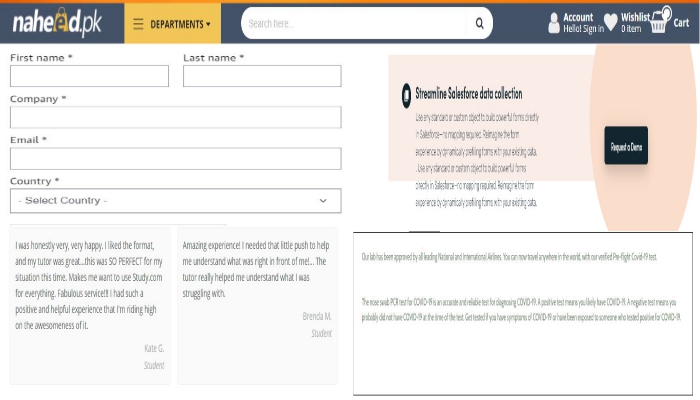 naheed.pk
DEPARTMENTS
Search here...
Account
Hello! Sign in
Wishlist
0 item
0
Cart
First name *
Last name *
Company *
Email *
Country *
- Select Country -
Streamline Salesforce data collection
Use any standard or custom object to build powerful forms directly
in Salesforce—no mapping required. Reimagine the form
experience by dynamically prefilling forms with your existing data.
. Use any standard or custom object to build powerful forms
directly in Salesforce—no mapping required. Reimagine the form
experience by dynamically prefilling forms with your existing data.
Request a Demo
I was honestly very, very happy. I liked the format,
and my tutor was great...this was SO PERFECT for my
situation this time. Makes me want to use Study.com
for everything. Fabulous service!!! I had such a
positive and helpful experience that I'm riding high
on the awesomeness of it.
Kate G.
Student
Amazing experience! I needed that little push to help
me understand what was right in front of me!... The
tutor really helped me understand what I was
struggling with.
Brenda M.
Student
Our lab has been approved by all leading National and International Airlines. You can now travel anywhere in the world, with our verified Pre-flight Covid-19 test.
The nose swab PCR test for COVID-19 is an accurate and reliable test for diagnosing COVID-19. A positive test means you likely have COVID-19. A negative test means you
probably did not have COVID-19 at the time of the test. Get tested if you have symptoms of COVID-19 or have been exposed to someone who tested positive for COVID-19.